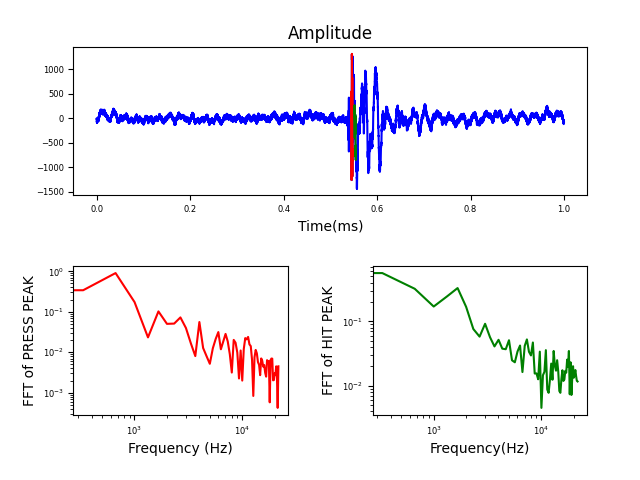 Amplitude
1000
500
0
−500
−1000
−1500
0.0 0.2 0.4 0.6 0.8 1.0
Time(ms)
FFT of PRESS PEAK
10⁰
10⁻¹
10⁻²
10⁻³
10³ 10⁴
Frequency (Hz)
FFT of HIT PEAK
10⁻¹
10⁻²
10³ 10⁴
Frequency(Hz)